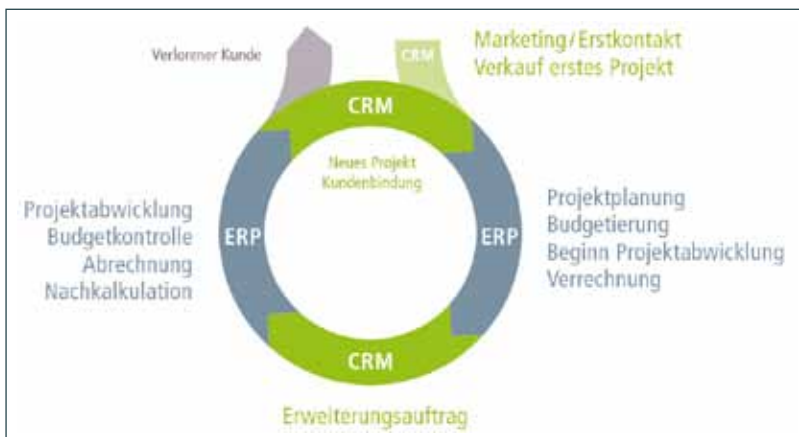 Verlorener Kunde
CRM
Marketing/Erstkontakt
Verkauf erstes Projekt
CRM
Neues Projekt
Kundenbindung
Projektabwicklung
Budgetkontrolle
Abrechnung
Nachkalkulation
ERP
ERP
Projektplanung
Budgetierung
Beginn Projektabwicklung
Verrechnung
CRM
Erweiterungsauftrag